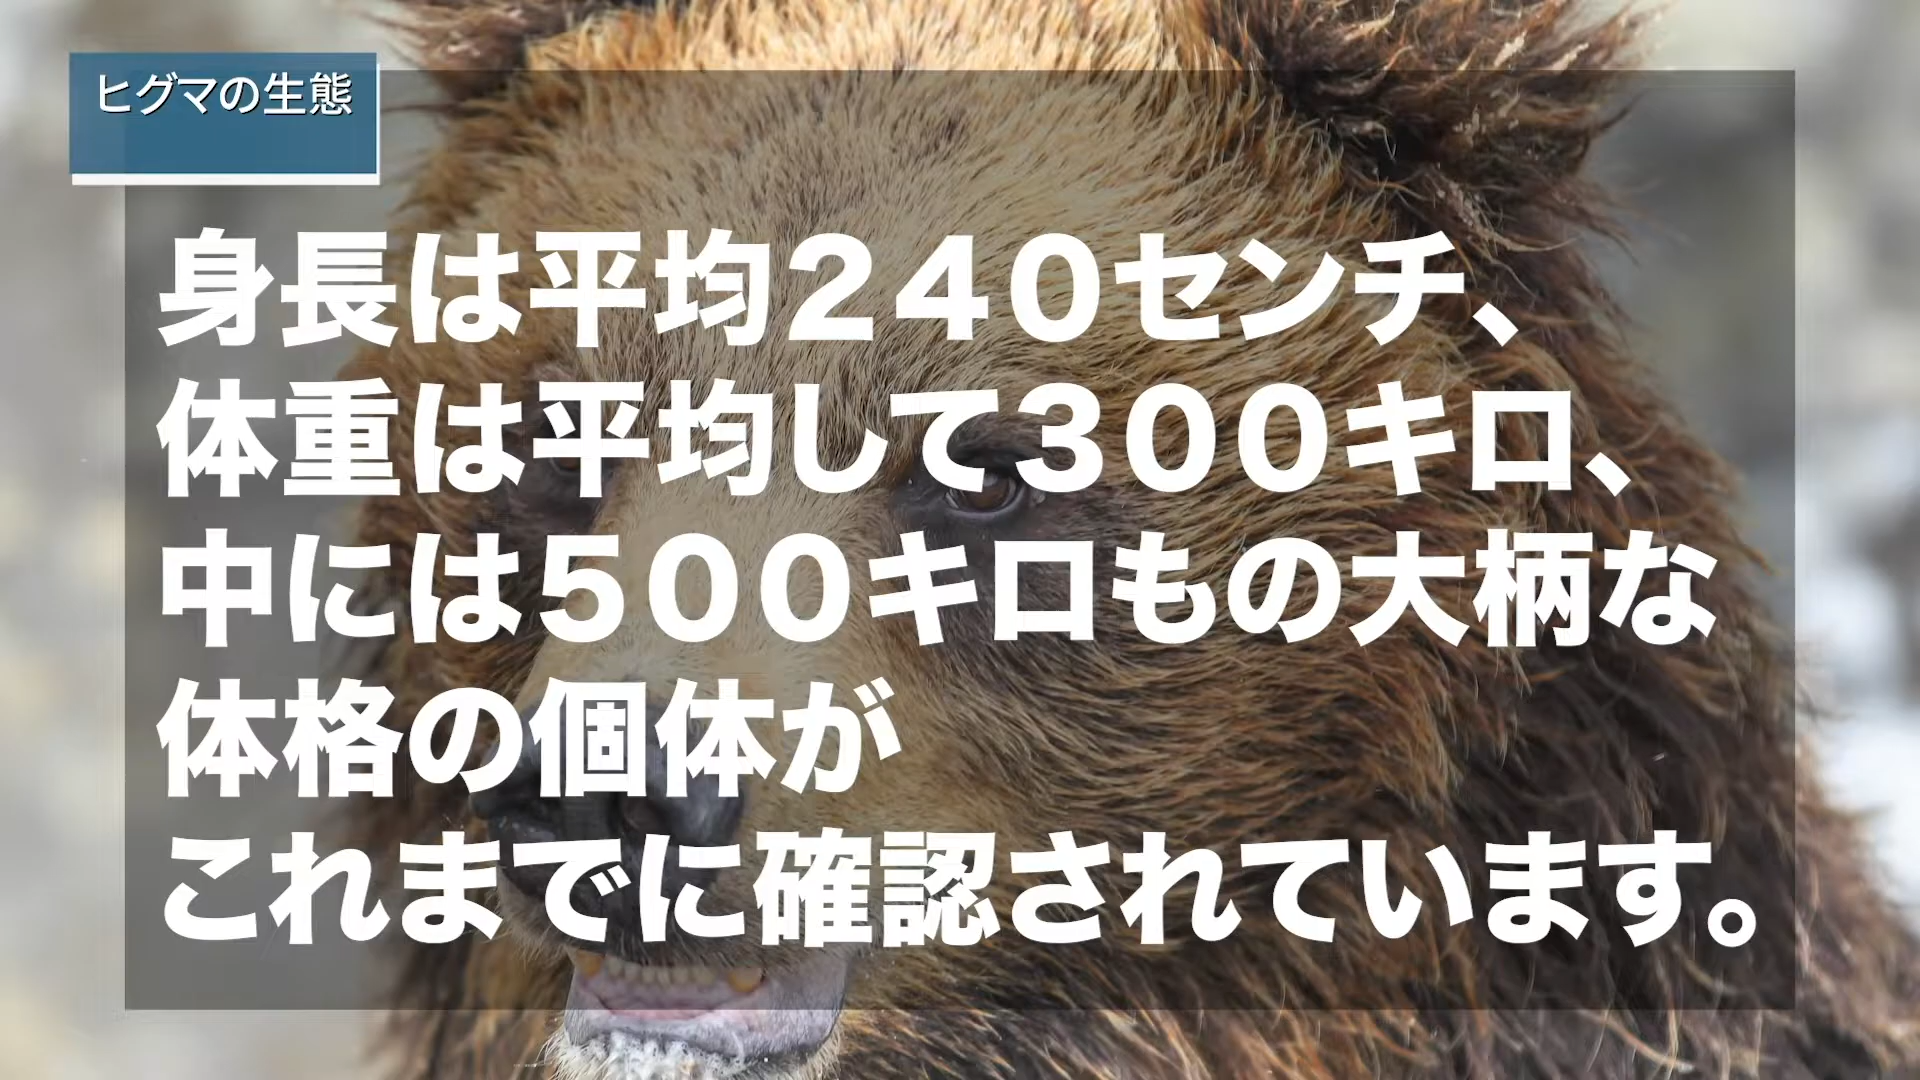 ヒグマの生態
身長は平均２４０センチ、
体重は平均して３００キロ、
中には５００キロもの大柄な
体格の個体が
これまでに確認されています。